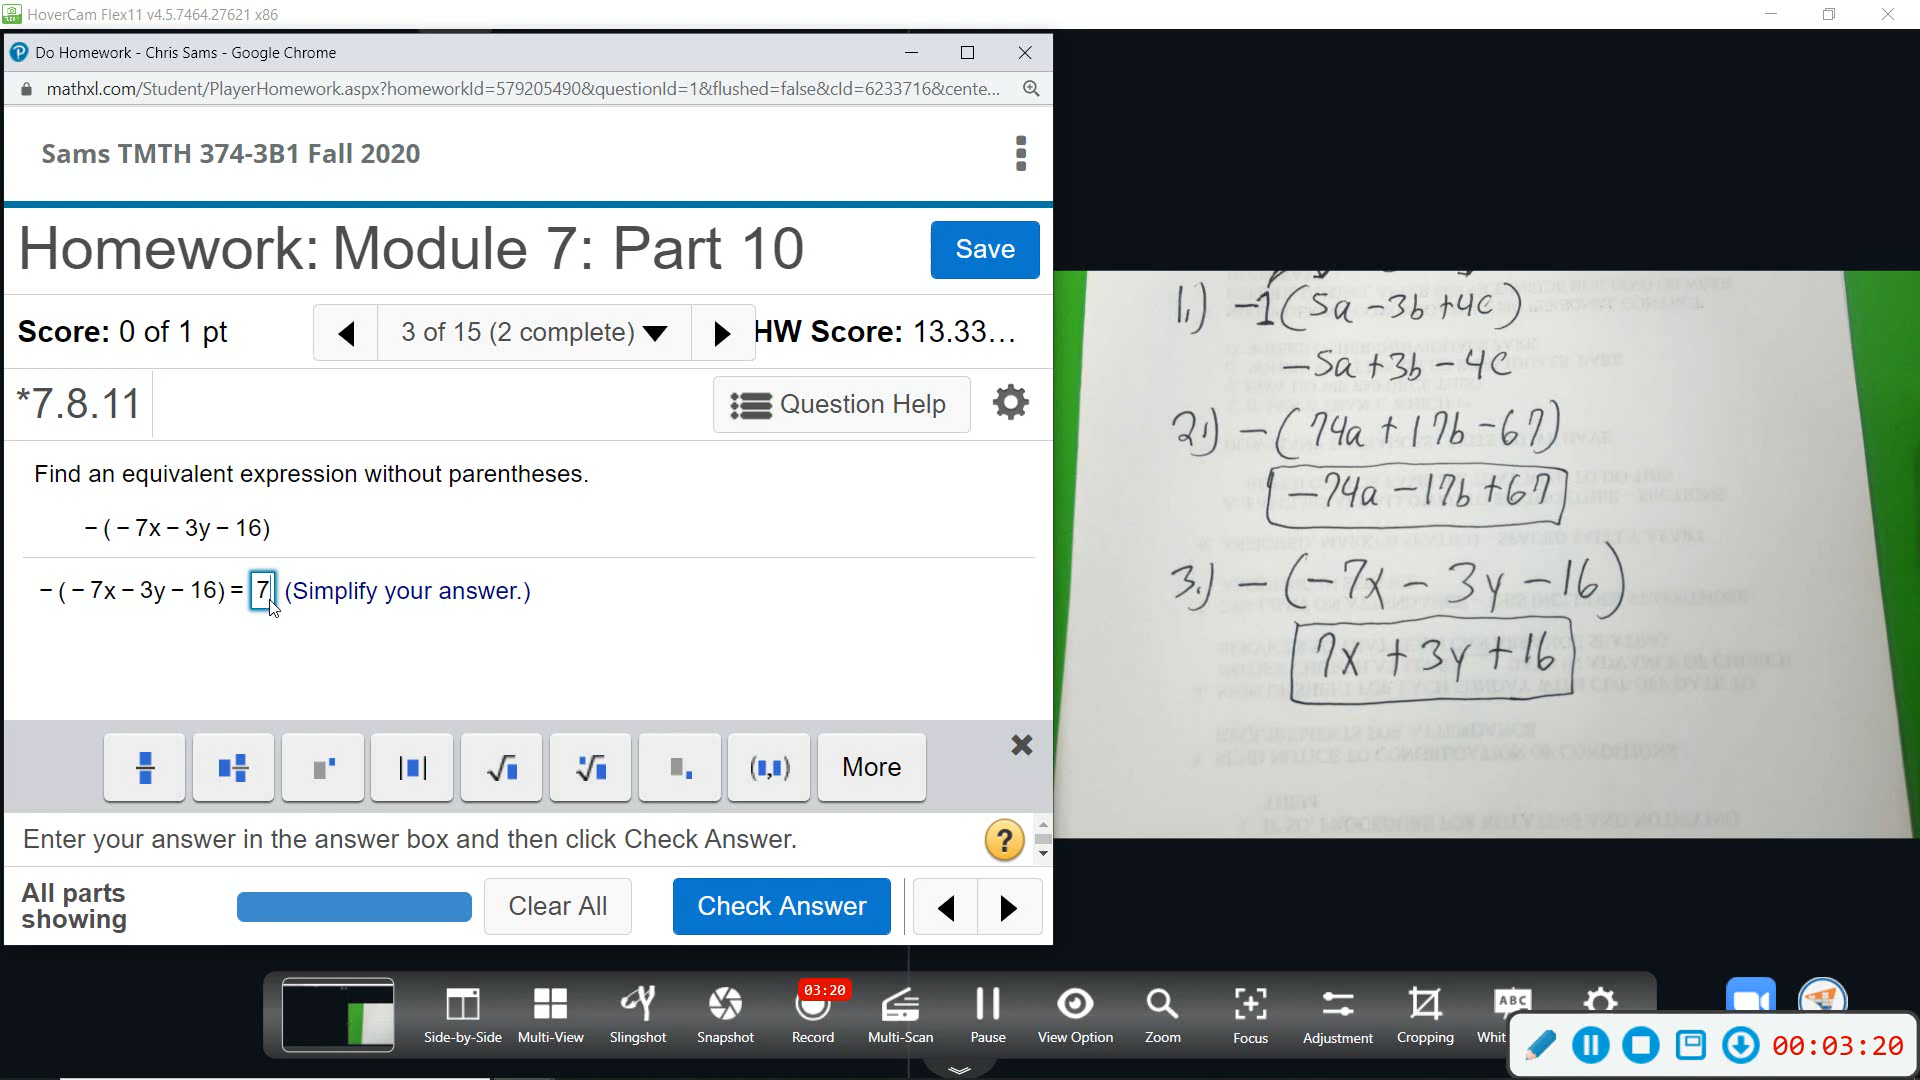 HoverCam Flex11 v4.5.7464.27621 x86
Do Homework - Chris Sams - Google Chrome
mathxl.com/Student/PlayerHomework.aspx?homeworkId=579205490&questionId=1&flushed=false&cId=6233716&cente...
Sams TMTH 374-3B1 Fall 2020
Homework: Module 7: Part 10
Save
Score: 0 of 1 pt
3 of 15 (2 complete)
HW Score: 13.33...
*7.8.11
Question Help
Find an equivalent expression without parentheses.
- ( - 7x - 3y - 16)
- ( - 7x - 3y - 16) = 7 (Simplify your answer.)
More
Enter your answer in the answer box and then click Check Answer.
?
All parts
showing
Clear All
Check Answer
1.) -1(5a - 3b + 4c)
-5a + 3b - 4c
2.) - (74a + 17b - 67)
-74a - 17b + 67
3.) - (-7x - 3y - 16)
7x + 3y + 16
03:20
ABC
Side-by-Side
Multi-View
Slingshot
Snapshot
Record
Multi-Scan
Pause
View Option
Zoom
Focus
Adjustment
Cropping
Whit
00:03:20